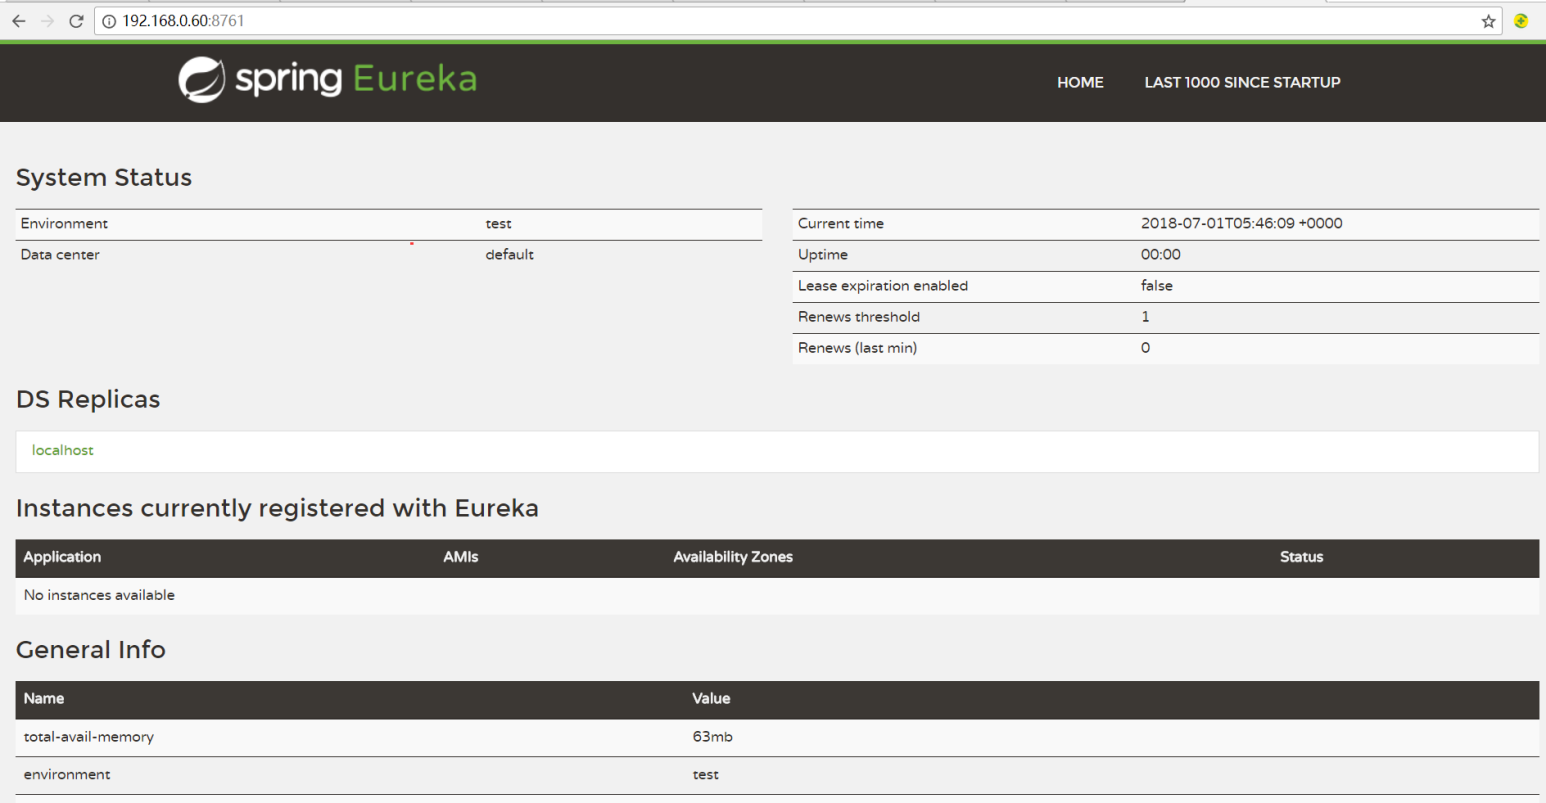 192.168.0.60:8761
spring Eureka
HOME LAST 1000 SINCE STARTUP
System Status
Environment test
Data center default
Current time 2018-07-01T05:46:09 +0000
Uptime 00:00
Lease expiration enabled false
Renews threshold 1
Renews (last min) 0
DS Replicas
localhost
Instances currently registered with Eureka
Application AMIs Availability Zones Status
No instances available
General Info
Name Value
total-avail-memory 63mb
environment test